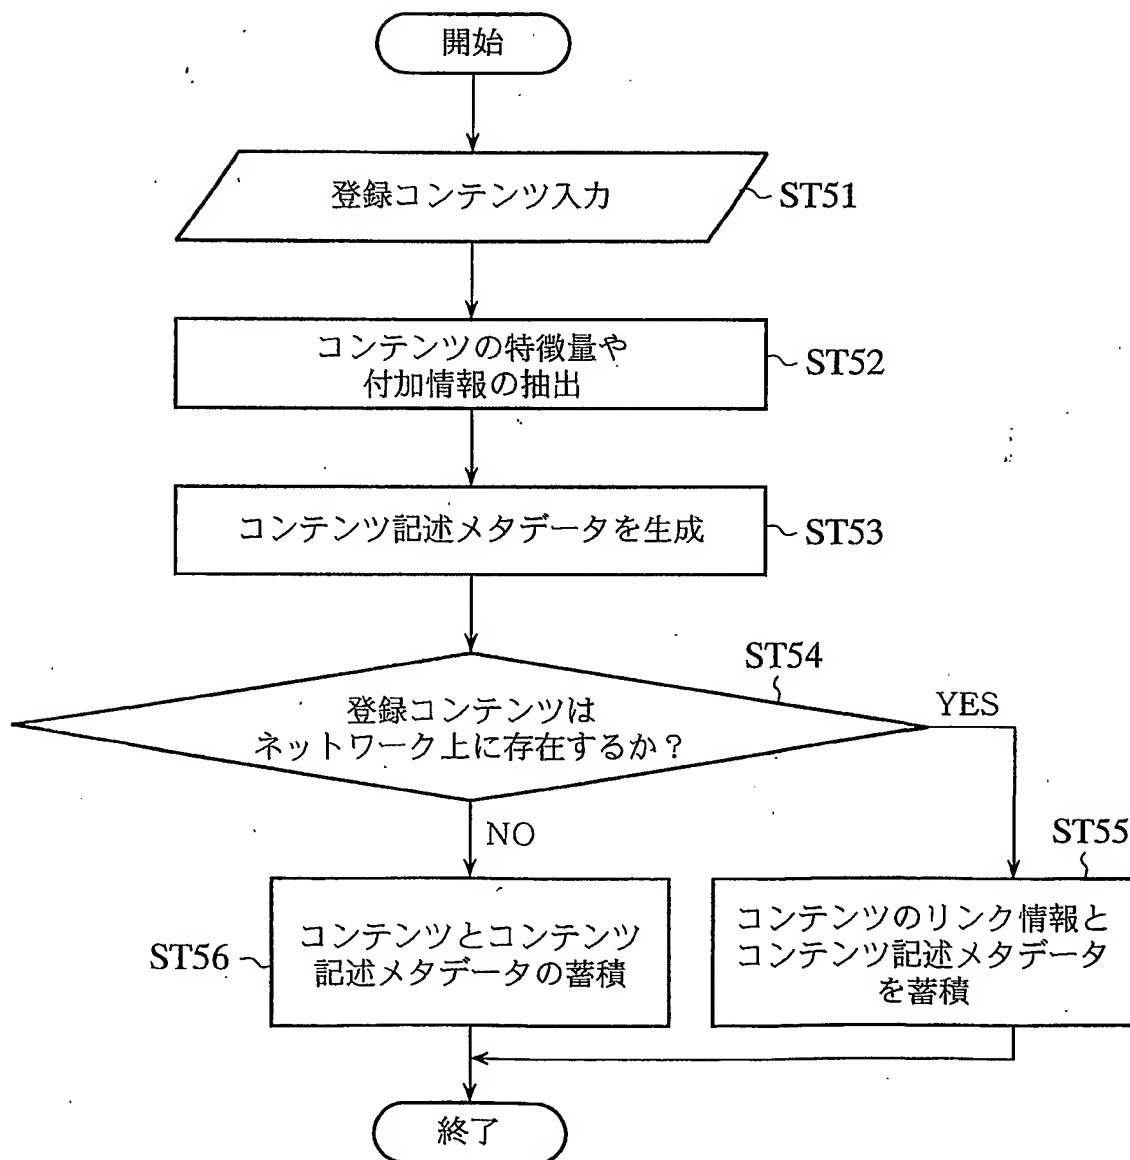 開始
登録コンテンツ入力
ST51
コンテンツの特徴量や
付加情報の抽出
ST52
コンテンツ記述メタデータを生成
ST53
ST54
登録コンテンツは
ネットワーク上に存在するか？
YES
NO
ST55
コンテンツのリンク情報と
コンテンツ記述メタデータ
を蓄積
ST56
コンテンツとコンテンツ
記述メタデータの蓄積
終了